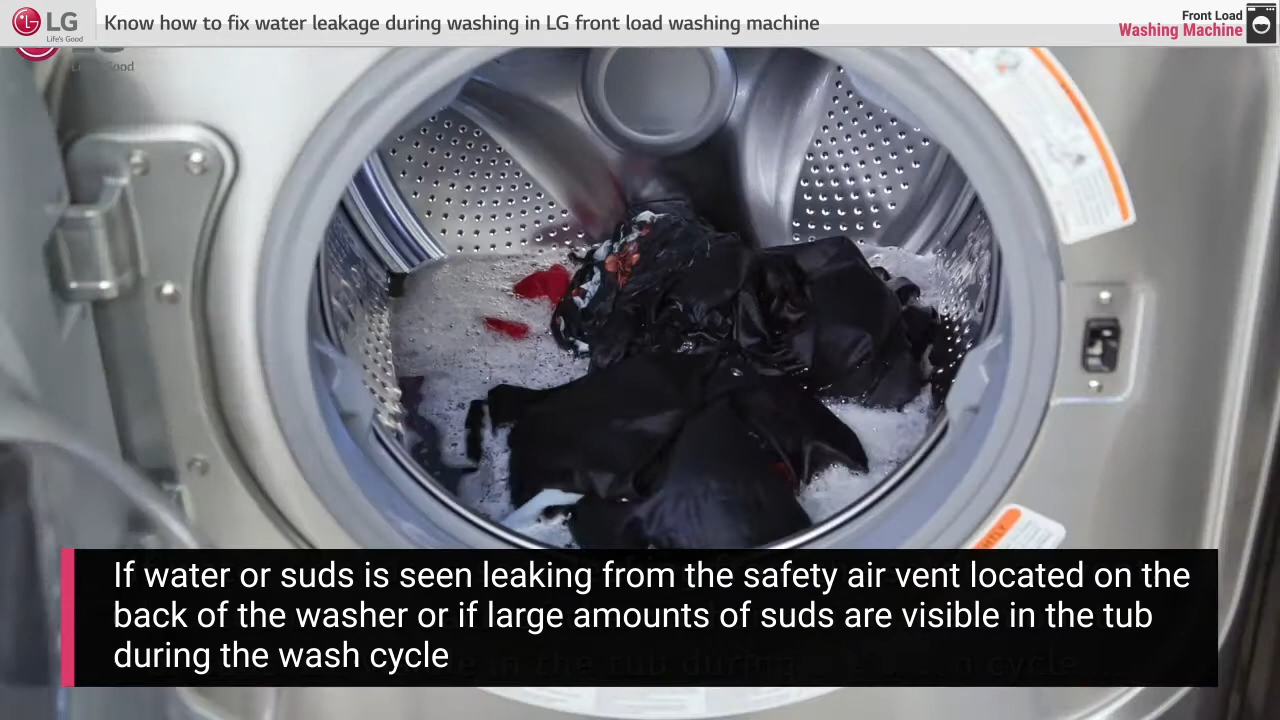 LG
Life's Good
Know how to fix water leakage during washing in LG front load washing machine
Front Load
Washing Machine
If water or suds is seen leaking from the safety air vent located on the
back of the washer or if large amounts of suds are visible in the tub
during the wash cycle